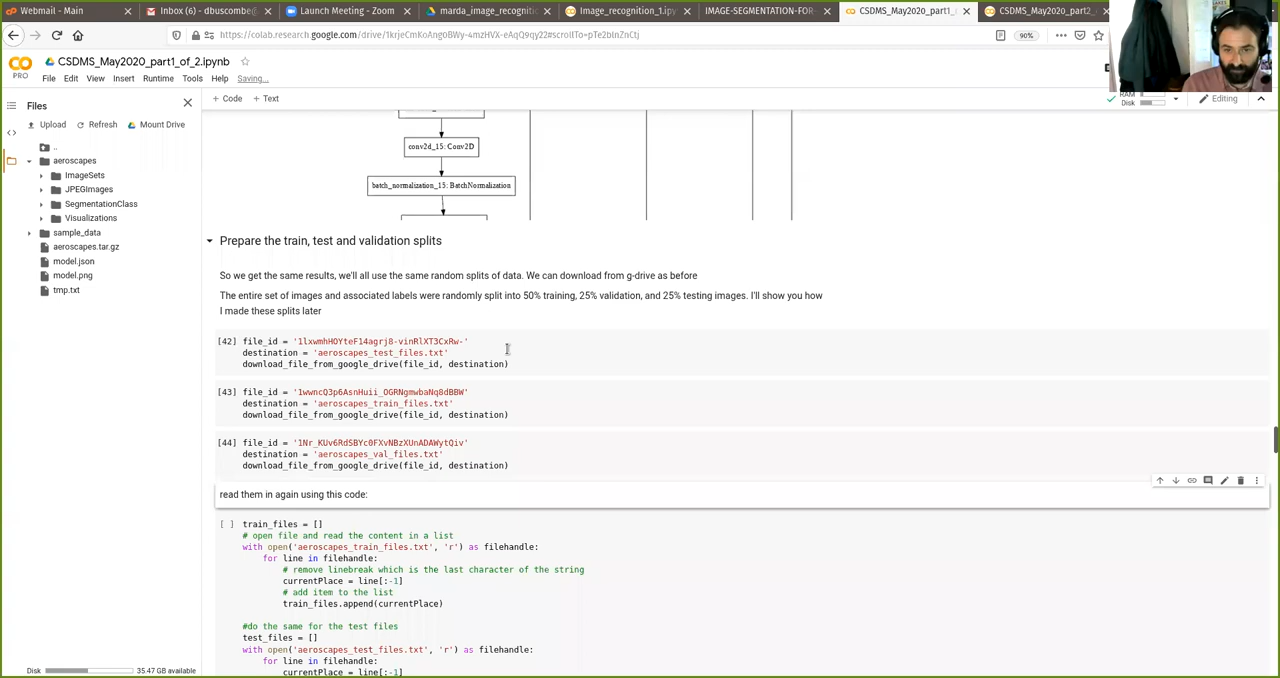 Webmail - Main
Inbox (6) - dbuscombe@
Launch Meeting - Zoom
marda_image_recognitic
Image_recognition_1.ipy
IMAGE-SEGMENTATION-FOR
CSDMS_May2020_part1_
CSDMS_May2020_part2_
90%
PRO
CSDMS_May2020_part1_of_2.ipynb
File Edit View Insert Runtime Tools Help Saving...
RAM
Disk
Editing
Files
+ Code + Text
Upload Refresh Mount Drive
..
aeroscapes
ImageSets
JPEGImages
SegmentationClass
Visualizations
sample_data
aeroscapes.tar.gz
model.json
model.png
tmp.txt
Disk 35.47 GB available
conv2d_15: Conv2D
batch_normalization_15: BatchNormalization
Prepare the train, test and validation splits
So we get the same results, we'll all use the same random splits of data. We can download from g-drive as before
The entire set of images and associated labels were randomly split into 50% training, 25% validation, and 25% testing images. I'll show you how
I made these splits later
[42] file_id = '1lxwmhHOYteF14agrj8-vinRlXT3CxRw-'
destination = 'aeroscapes_test_files.txt'
download_file_from_google_drive(file_id, destination)
[43] file_id = '1wwncQ3p6AsnHuii_OGRNgmwbaNq8dBBW'
destination = 'aeroscapes_train_files.txt'
download_file_from_google_drive(file_id, destination)
[44] file_id = '1Nr_KUv6RdSBYc0FXvNBzXUnADAWytQiv'
destination = 'aeroscapes_val_files.txt'
download_file_from_google_drive(file_id, destination)
read them in again using this code:
[ ] train_files = []
# open file and read the content in a list
with open('aeroscapes_train_files.txt', 'r') as filehandle:
for line in filehandle:
# remove linebreak which is the last character of the string
currentPlace = line[:-1]
# add item to the list
train_files.append(currentPlace)
#do the same for the test files
test_files = []
with open('aeroscapes_test_files.txt', 'r') as filehandle:
for line in filehandle:
currentPlace = line[:-1]